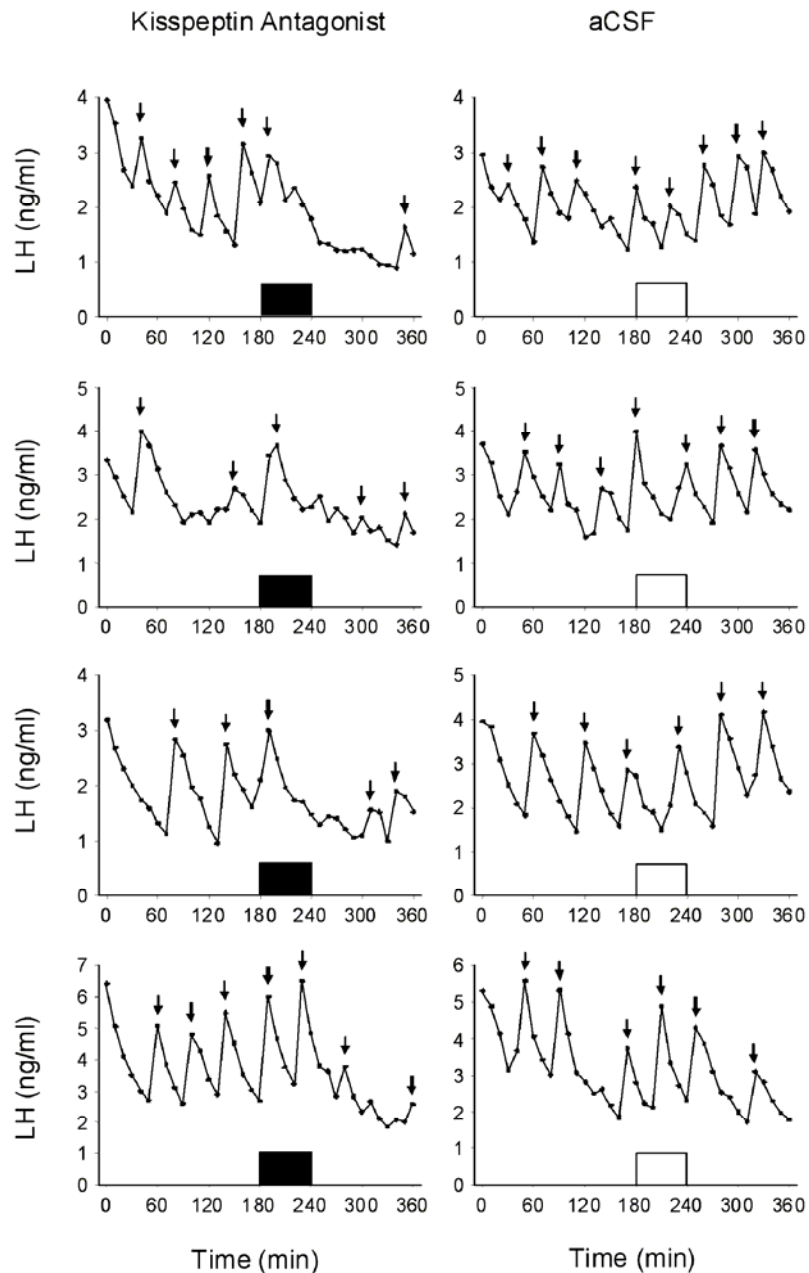 Kisspeptin Antagonist aCSF
4 4
3 3
2 2
1 1
0 0
LH (ng/ml)
0 60 120 180 240 300 360 0 60 120 180 240 300 360
5 5
4 4
3 3
2 2
1 1
0 0
LH (ng/ml)
0 60 120 180 240 300 360 0 60 120 180 240 300 360
4 5
3 4
2 3
1 2
0 1
0
LH (ng/ml)
0 60 120 180 240 300 360 0 60 120 180 240 300 360
7 6
6 5
5 4
4 3
3 2
2 1
1 0
0
LH (ng/ml)
0 60 120 180 240 300 360 0 60 120 180 240 300 360
Time (min) Time (min)